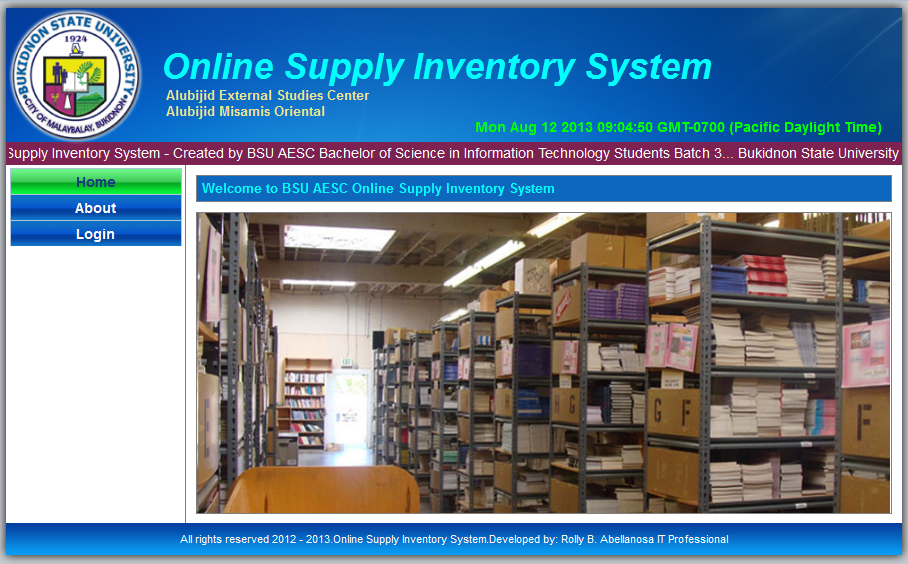 BUKIDNON STATE UNIVERSITY
1924
CITY OF MALAYBALAY, BUKIDNON
Online Supply Inventory System
Alubijid External Studies Center
Alubijid Misamis Oriental
Mon Aug 12 2013 09:04:50 GMT-0700 (Pacific Daylight Time)
Supply Inventory System - Created by BSU AESC Bachelor of Science in Information Technology Students Batch 3... Bukidnon State University
Home
About
Login
Welcome to BSU AESC Online Supply Inventory System
EXIT
G F
F
H G
All rights reserved 2012 - 2013.Online Supply Inventory System.Developed by: Rolly B. Abellanosa IT Professional